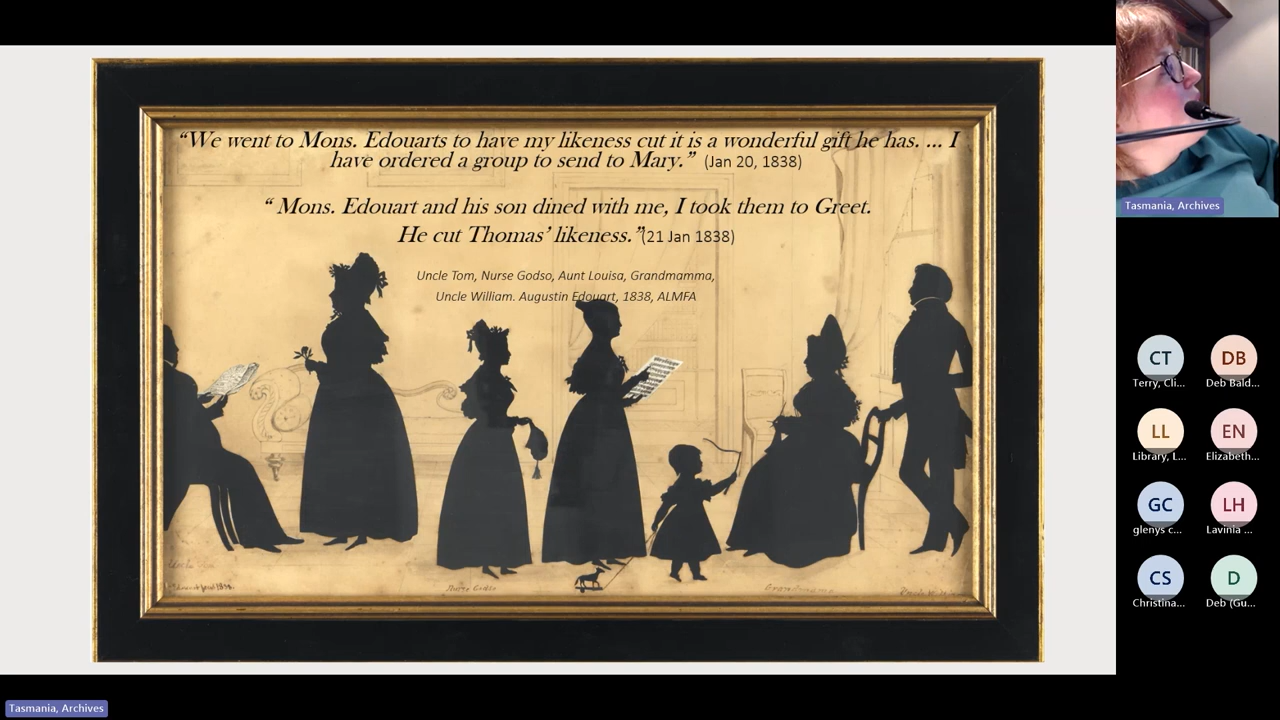 “We went to Mons. Edouarts to have my likeness cut it is a wonderful gift he has. ... I
have ordered a group to send to Mary.” (Jan 20, 1838)
“ Mons. Edouart and his son dined with me, I took them to Greet.
He cut Thomas’ likeness.”(21 Jan 1838)
Uncle Tom, Nurse Godso, Aunt Louisa, Grandmamma,
Uncle William. Augustin Edouart, 1838, ALMFA
Nurse Godso
Tasmania, Archives
CT
Terry, Cli...
DB
Deb Bald...
LL
Library, L...
EN
Elizabeth...
GC
glenys c...
LH
Lavinia ...
CS
Christina...
D
Deb (Gu...
Tasmania, Archives